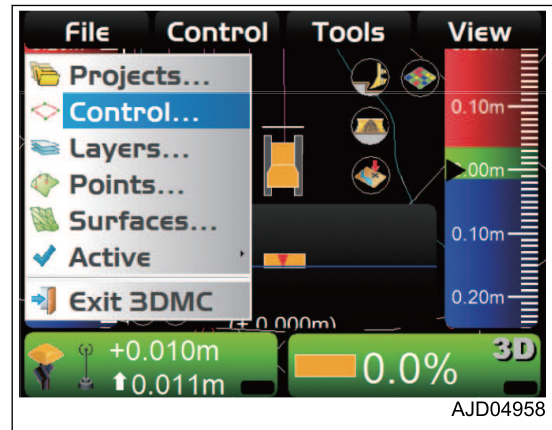 File Control Tools View
Projects...
Control...
Layers...
Points...
Surfaces...
Active
Exit 3DMC
0.10m
0.00m
0.10m
0.20m
(± 0.000m)
+0.010m
0.011m
0.0%
3D
AJD04958